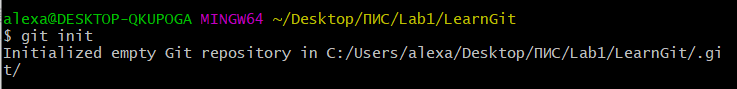 alexa@DESKTOP-QKUPOGA MINGW64 ~/Desktop/ПИС/Lab1/LearnGit
$ git init
Initialized empty Git repository in C:/Users/alexa/Desktop/ПИС/Lab1/LearnGit/.gi
t/